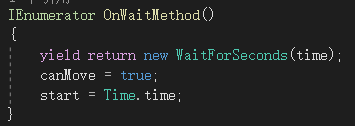 IEnumerator OnWaitMethod()
{
yield return new WaitForSeconds(time);
canMove = true;
start = Time.time;
}